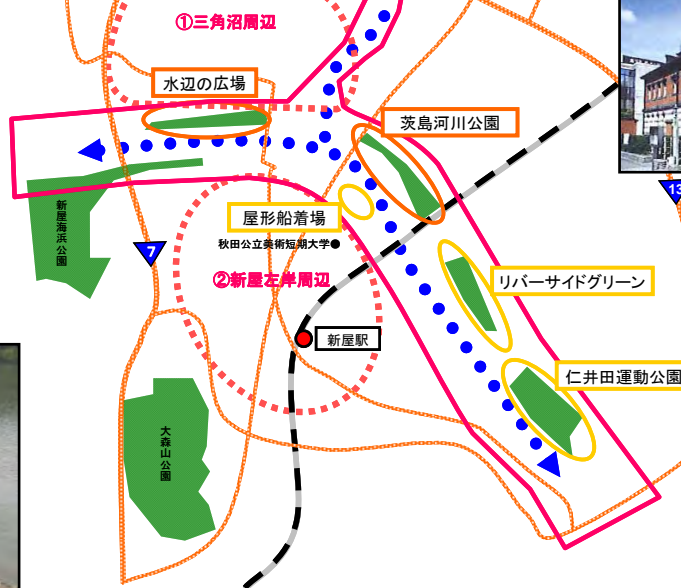 ①三角沼周辺
水辺の広場
茨島河川公園
屋形船着場
秋田公立美術短期大学●
新屋海浜公園
7
13
②新屋左岸周辺
リバーサイドグリーン
新屋駅
仁井田運動公園
大森山公園